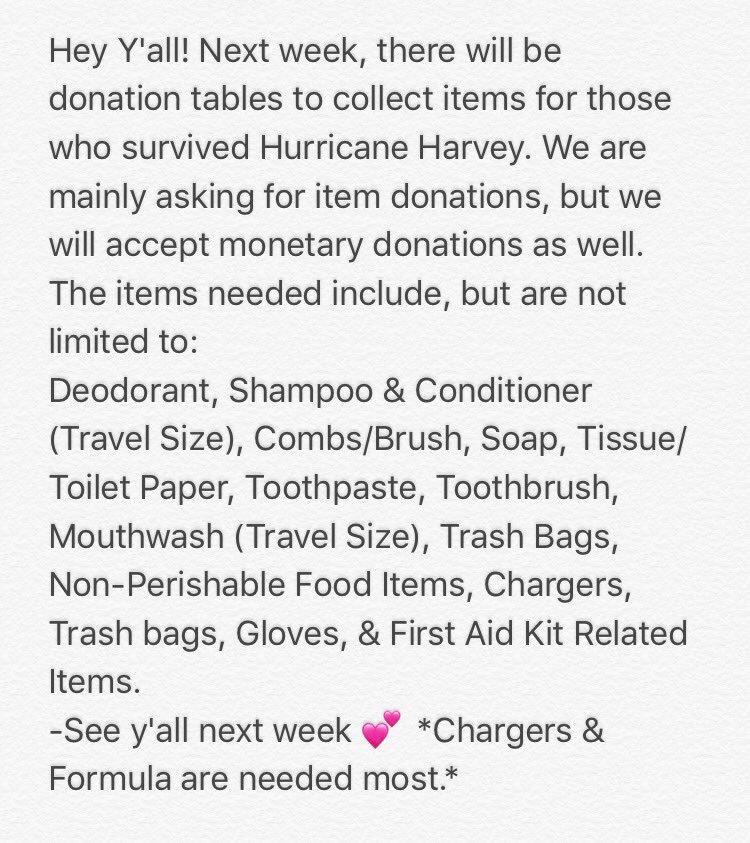 Hey Y'all! Next week, there will be
donation tables to collect items for those
who survived Hurricane Harvey. We are
mainly asking for item donations, but we
will accept monetary donations as well.
The items needed include, but are not
limited to:
Deodorant, Shampoo & Conditioner
(Travel Size), Combs/Brush, Soap, Tissue/
Toilet Paper, Toothpaste, Toothbrush,
Mouthwash (Travel Size), Trash Bags,
Non-Perishable Food Items, Chargers,
Trash bags, Gloves, & First Aid Kit Related
Items.
-See y'all next week 💕 *Chargers &
Formula are needed most.*